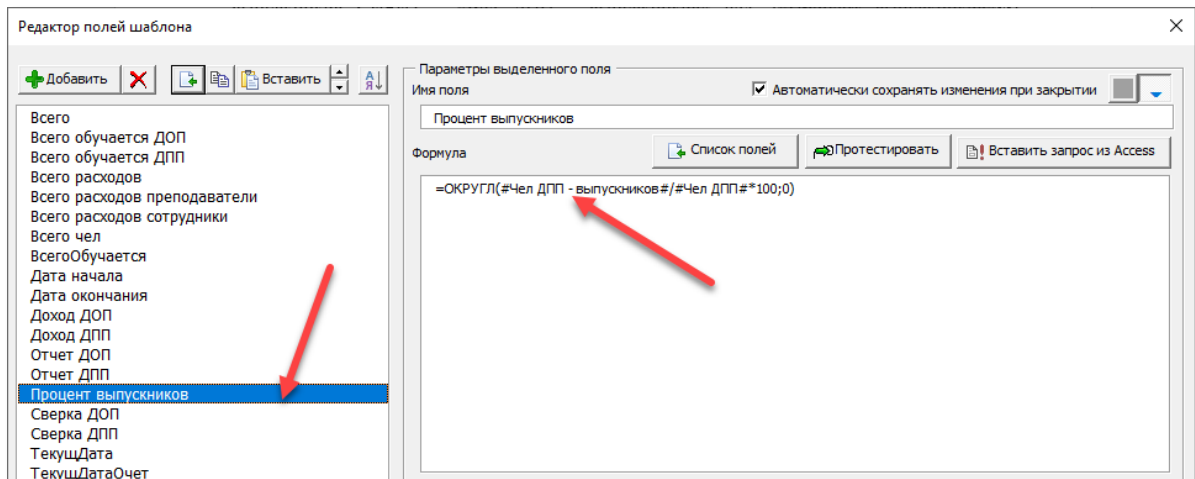 Редактор полей шаблона
Добавить
Вставить
А
Я
Параметры выделенного поля
Имя поля
Автоматически сохранять изменения при закрытии
Процент выпускников
Формула
Список полей
Протестировать
Вставить запрос из Access
=ОКРУГЛ(#Чел ДПП - выпускников#/#Чел ДПП#*100;0)
Всего
Всего обучается ДОП
Всего обучается ДПП
Всего расходов
Всего расходов преподаватели
Всего расходов сотрудники
Всего чел
ВсегоОбучается
Дата начала
Дата окончания
Доход ДОП
Доход ДПП
Отчет ДОП
Отчет ДПП
Процент выпускников
Сверка ДОП
Сверка ДПП
ТекущДата
ТекущДатаОчет